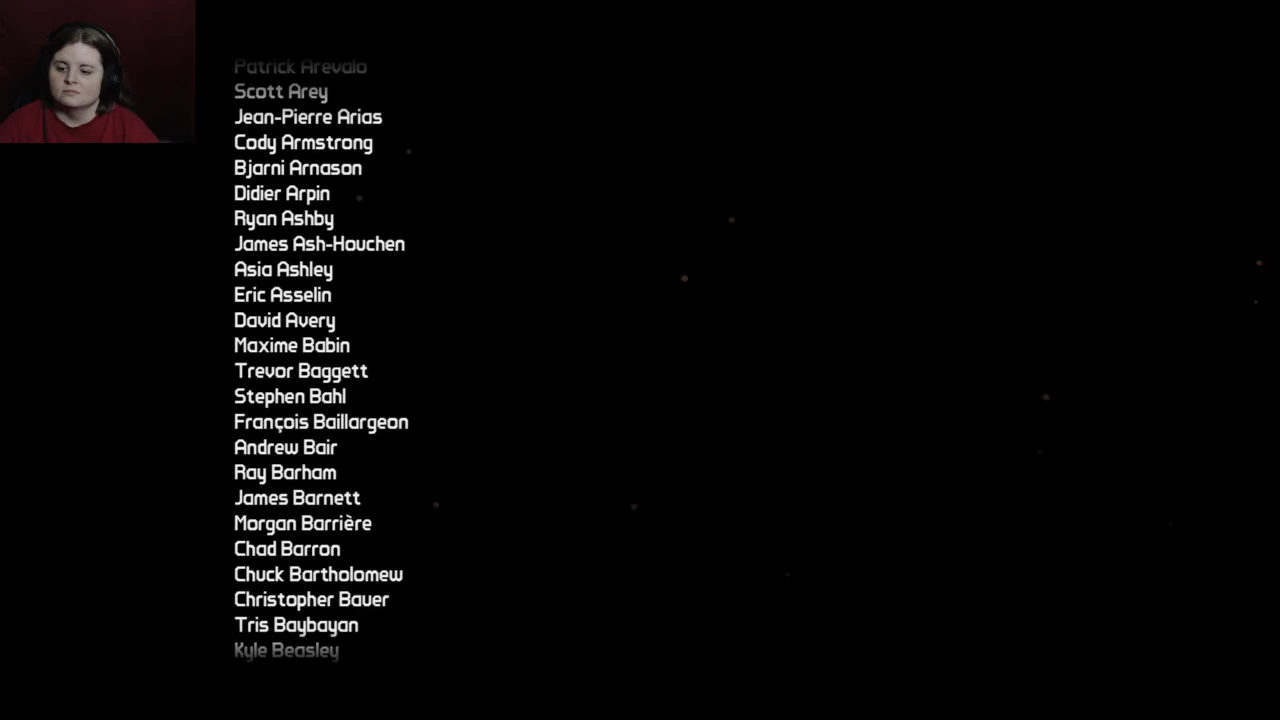 Patrick Arevalo
Scott Arey
Jean-Pierre Arias
Cody Armstrong
Bjarni Arnason
Didier Arpin
Ryan Ashby
James Ash-Houchen
Asia Ashley
Eric Asselin
David Avery
Maxime Babin
Trevor Baggett
Stephen Bahl
François Baillargeon
Andrew Bair
Ray Barham
James Barnett
Morgan Barrière
Chad Barron
Chuck Bartholomew
Christopher Bauer
Tris Baybayan
Kyle Beasley